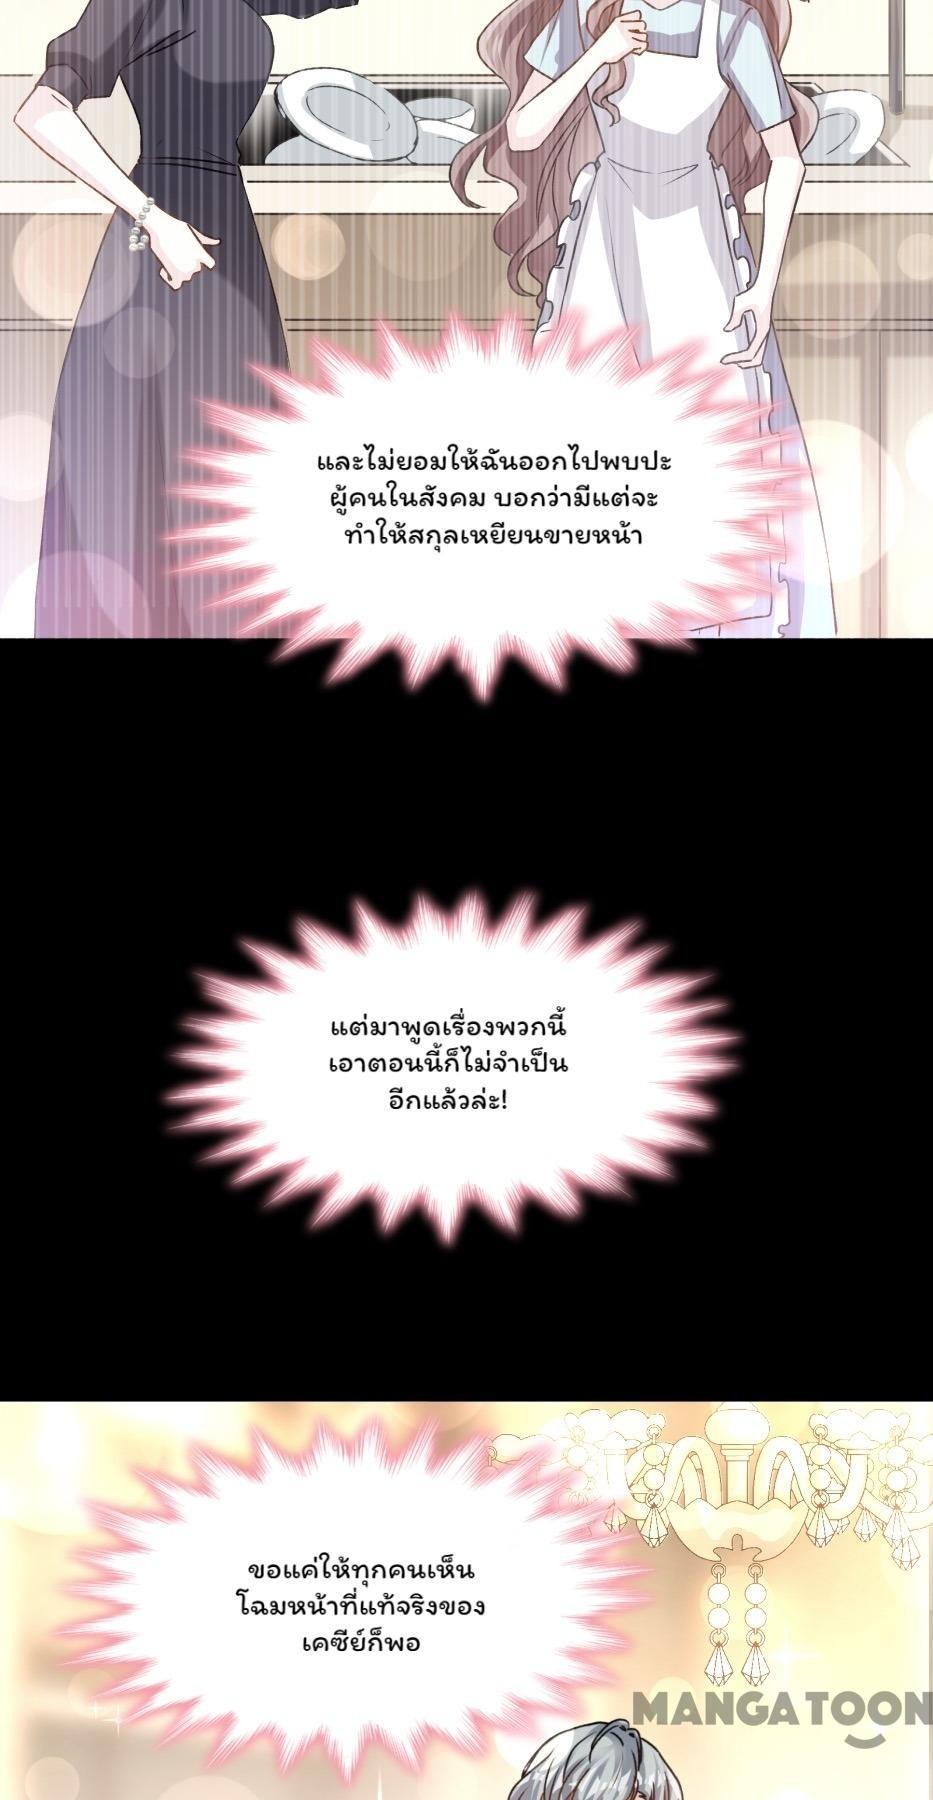 และไม่ยอมให้ฉันออกไปพบปะ
ผู้คนในสังคม บอกว่ามีแต่จะ
ทำให้สกุลเหยียนขายหน้า
แต่มาพูดเรื่องพวกนี้
เอาตอนนี้ก็ไม่จำเป็น
อีกแล้วล่ะ!
ขอแค่ให้ทุกคนเห็น
โฉมหน้าที่แท้จริงของ
เคซีย์ก็พอ
MANGATOON